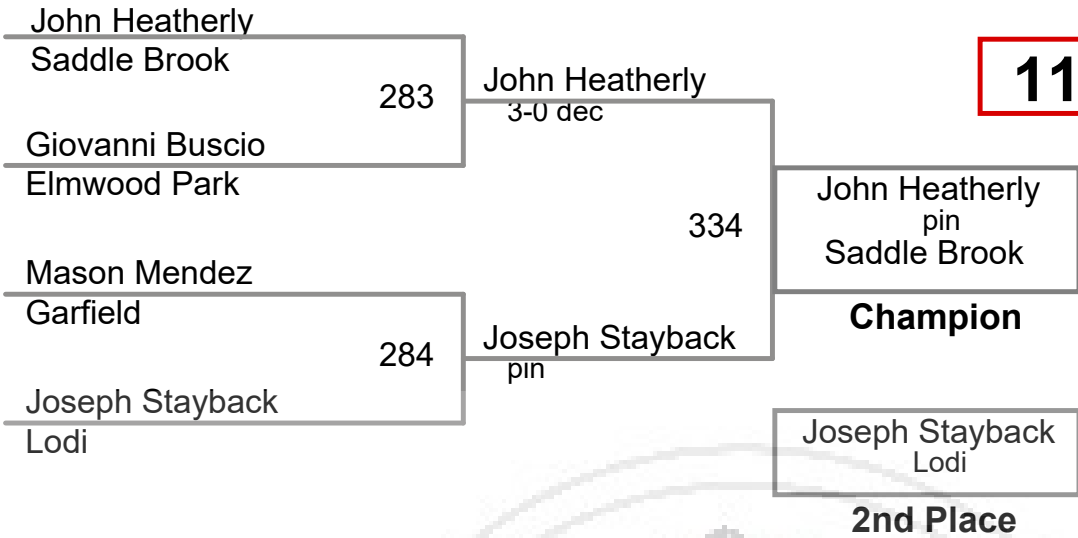 John Heatherly
Saddle Brook
283
John Heatherly
3-0 dec
11
Giovanni Buscio
Elmwood Park
334
John Heatherly
pin
Saddle Brook
Champion
Mason Mendez
Garfield
284
Joseph Stayback
pin
Joseph Stayback
Lodi
Joseph Stayback
Lodi
2nd Place